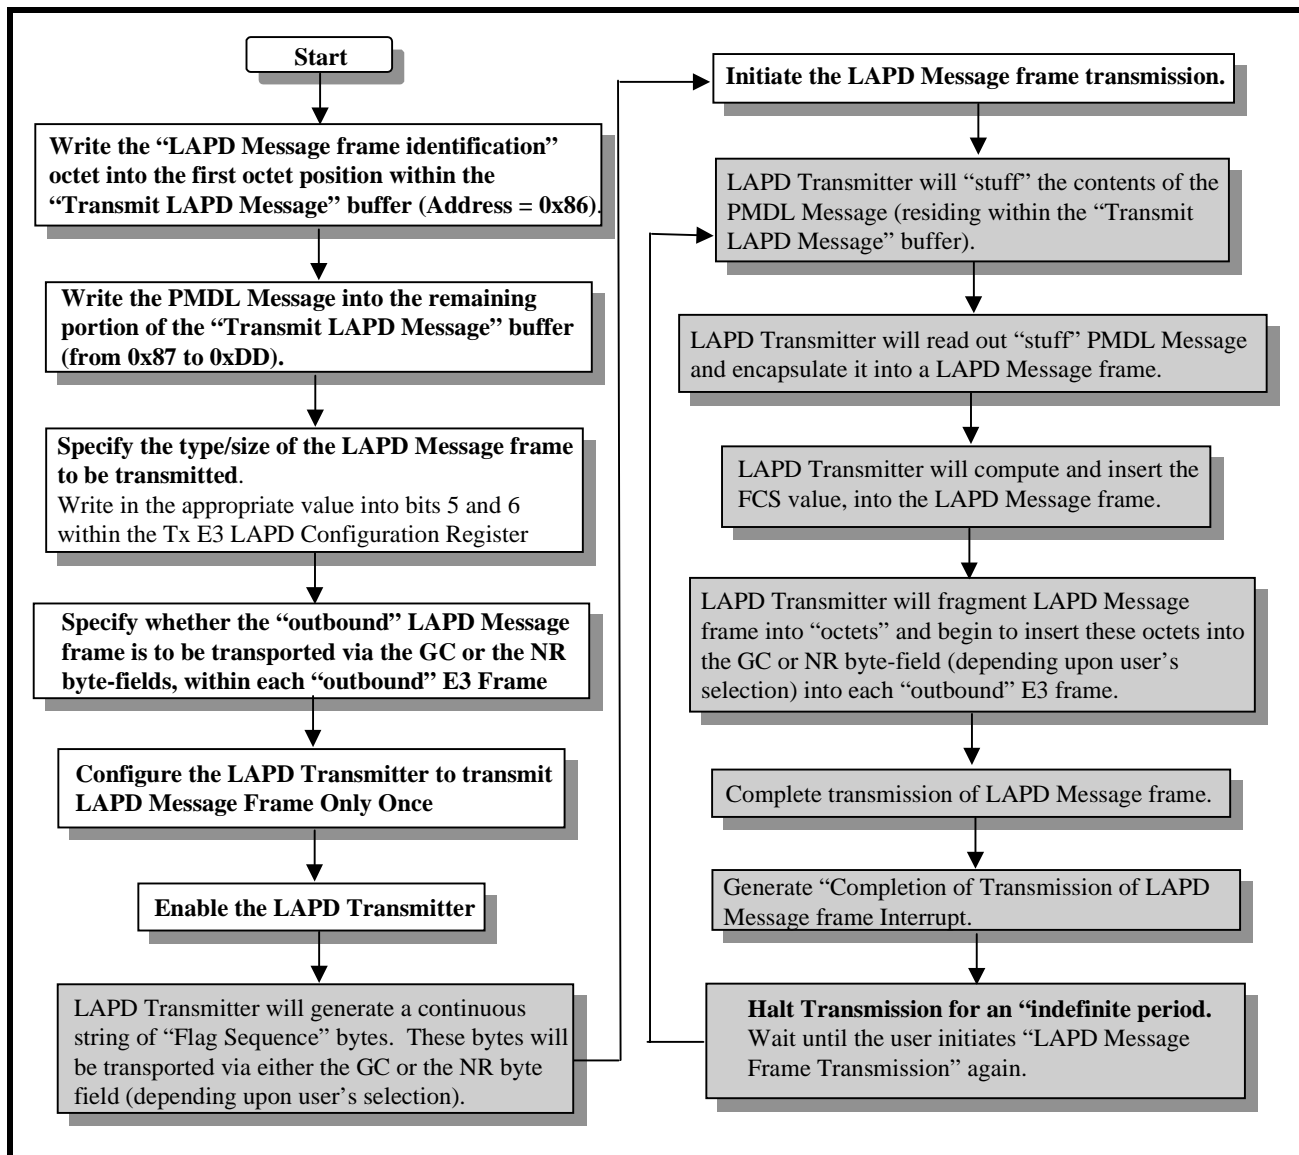 Start
Write the “LAPD Message frame identification”
octet into the first octet position within the
“Transmit LAPD Message” buffer (Address = 0x86).
Write the PMDL Message into the remaining
portion of the “Transmit LAPD Message” buffer
(from 0x87 to 0xDD).
Specify the type/size of the LAPD Message frame
to be transmitted.
Write in the appropriate value into bits 5 and 6
within the Tx E3 LAPD Configuration Register
Specify whether the “outbound” LAPD Message
frame is to be transported via the GC or the NR
byte-fields, within each “outbound” E3 Frame
Configure the LAPD Transmitter to transmit
LAPD Message Frame Only Once
Enable the LAPD Transmitter
LAPD Transmitter will generate a continuous
string of “Flag Sequence” bytes.  These bytes will
be transported via either the GC or the NR byte
field (depending upon user’s selection).
Initiate the LAPD Message frame transmission.
LAPD Transmitter will “stuff” the contents of the
PMDL Message (residing within the “Transmit
LAPD Message” buffer).
LAPD Transmitter will read out “stuff” PMDL Message
and encapsulate it into a LAPD Message frame.
LAPD Transmitter will compute and insert the
FCS value, into the LAPD Message frame.
LAPD Transmitter will fragment LAPD Message
frame into “octets” and begin to insert these octets into
the GC or NR byte-field (depending upon user’s
selection) into each “outbound” E3 frame.
Complete transmission of LAPD Message frame.
Generate “Completion of Transmission of LAPD
Message frame Interrupt.
Halt Transmission for an “indefinite period.
Wait until the user initiates “LAPD Message
Frame Transmission” again.